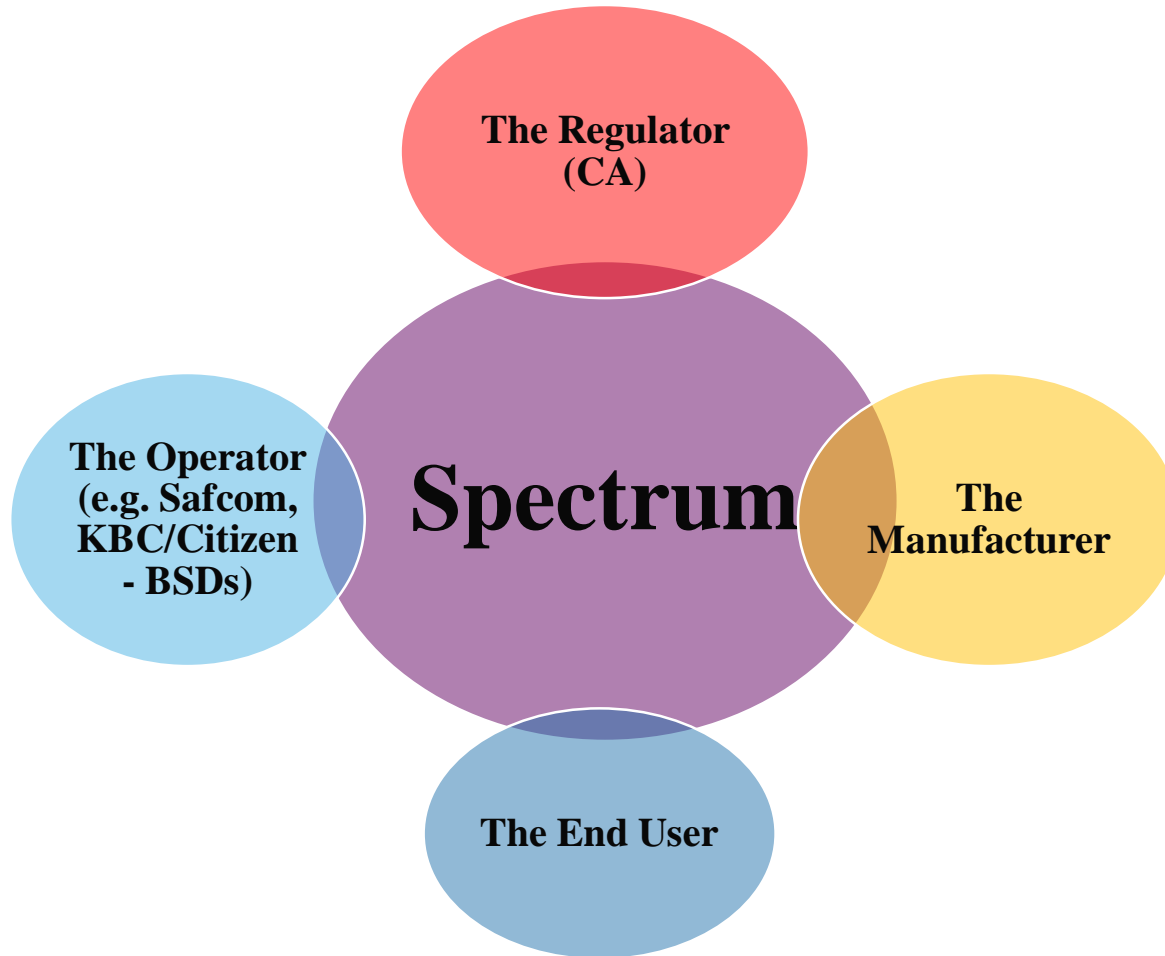 The Regulator
(CA)
The Operator
(e.g. Safcom,
KBC/Citizen
- BSDs)
Spectrum
The
Manufacturer
The End User